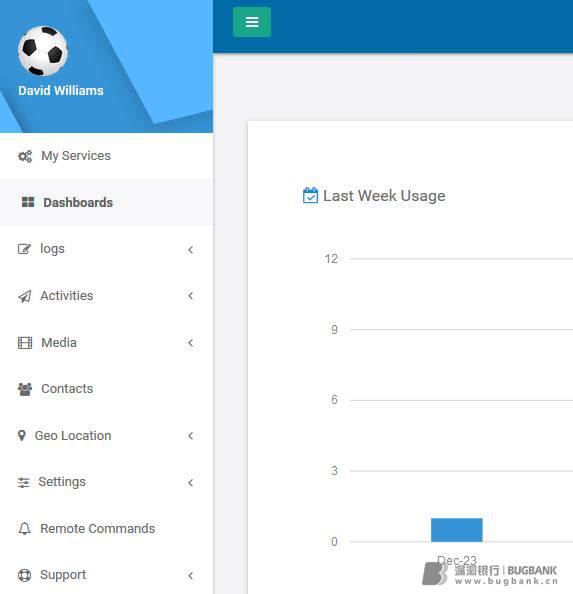 David Williams
My Services
Dashboards
logs
Activities
Media
Contacts
Geo Location
Settings
Remote Commands
Support
Last Week Usage
12
9
6
3
0
Dec-23
漏洞银行 | BUGBANK
www.bugbank.cn